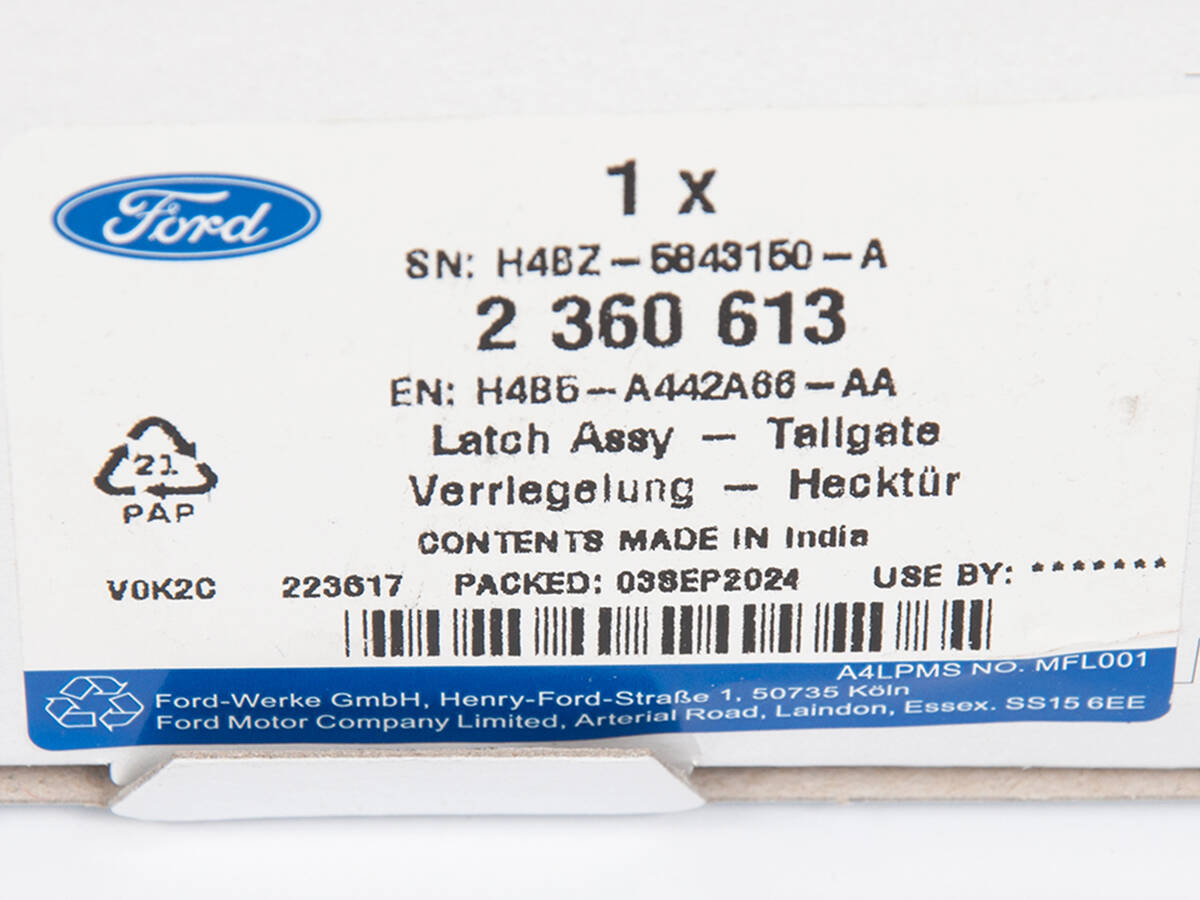 Ford
1 x
SN: H4BZ-5843150-A
2 360 613
EN: H4B5-A442A66-AA
Latch Assy - Tailgate
Verriegelung - Hecktür
21
PAP
CONTENTS MADE IN India
V0K2C 223617 PACKED: 03SEP2024 USE BY: *******
A4LPMS NO. MFL001
Ford-Werke GmbH, Henry-Ford-Straße 1, 50735 Köln
Ford Motor Company Limited, Arterial Road, Laindon, Essex. SS15 6EE